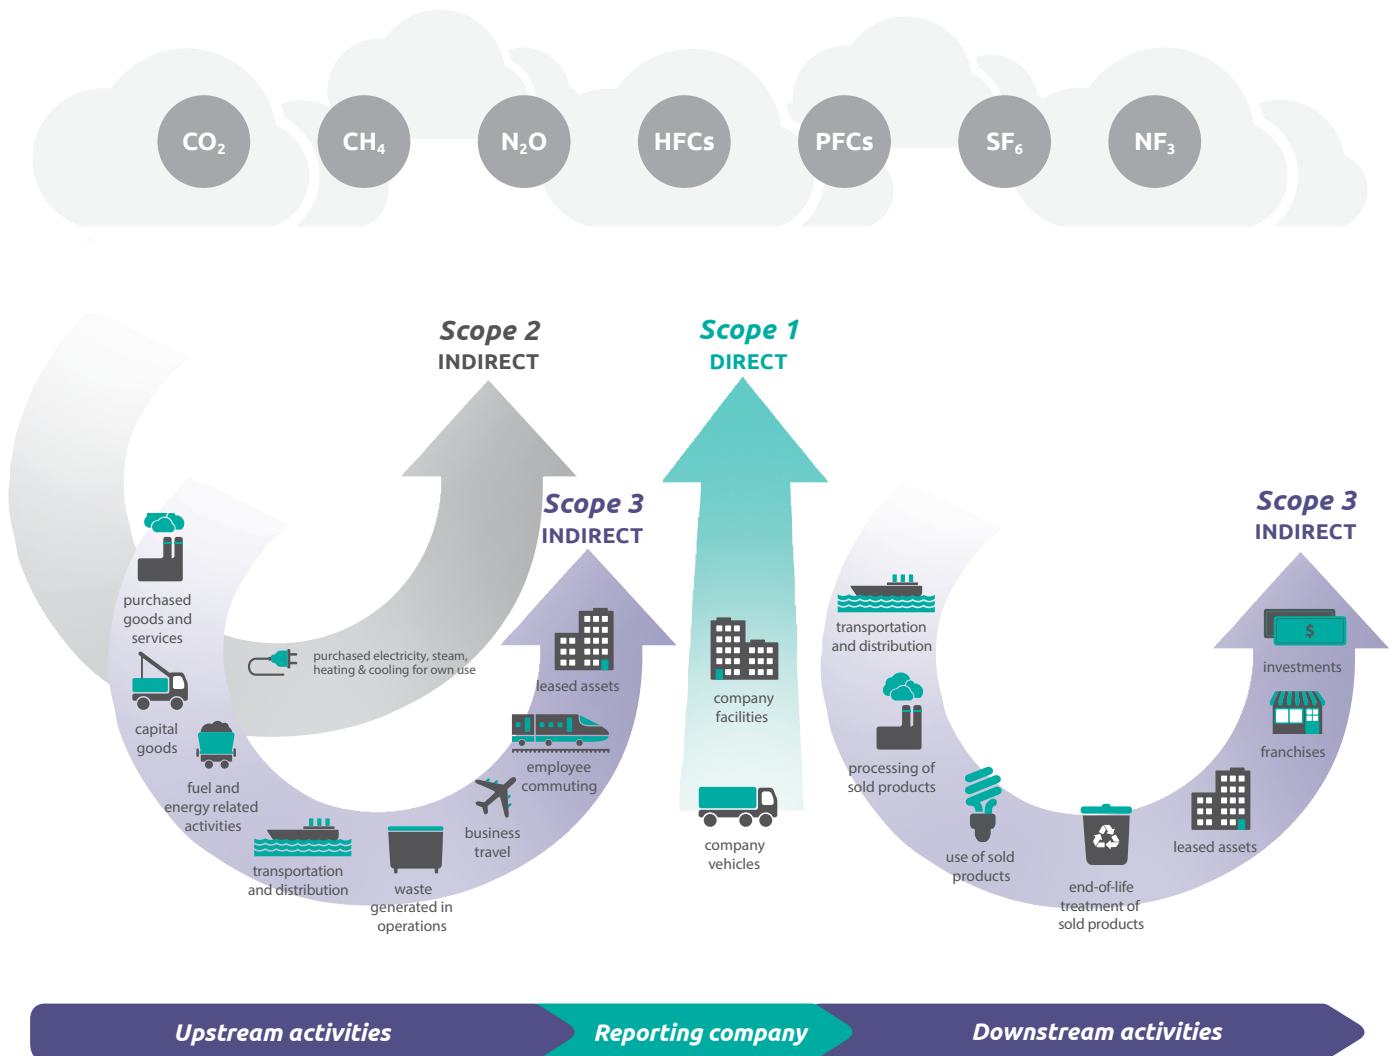 CO₂
CH₄
N₂O
HFCs
PFCs
SF₆
NF₃
Scope 2
INDIRECT
Scope 1
DIRECT
Scope 3
INDIRECT
Scope 3
INDIRECT
purchased
goods and
services
capital
goods
fuel and
energy related
activities
transportation
and distribution
waste
generated in
operations
business
travel
employee
commuting
leased assets
purchased electricity, steam,
heating & cooling for own use
company
facilities
company
vehicles
transportation
and distribution
processing of
sold products
use of sold
products
end-of-life
treatment of
sold products
leased assets
franchises
$
investments
Upstream activities
Reporting company
Downstream activities